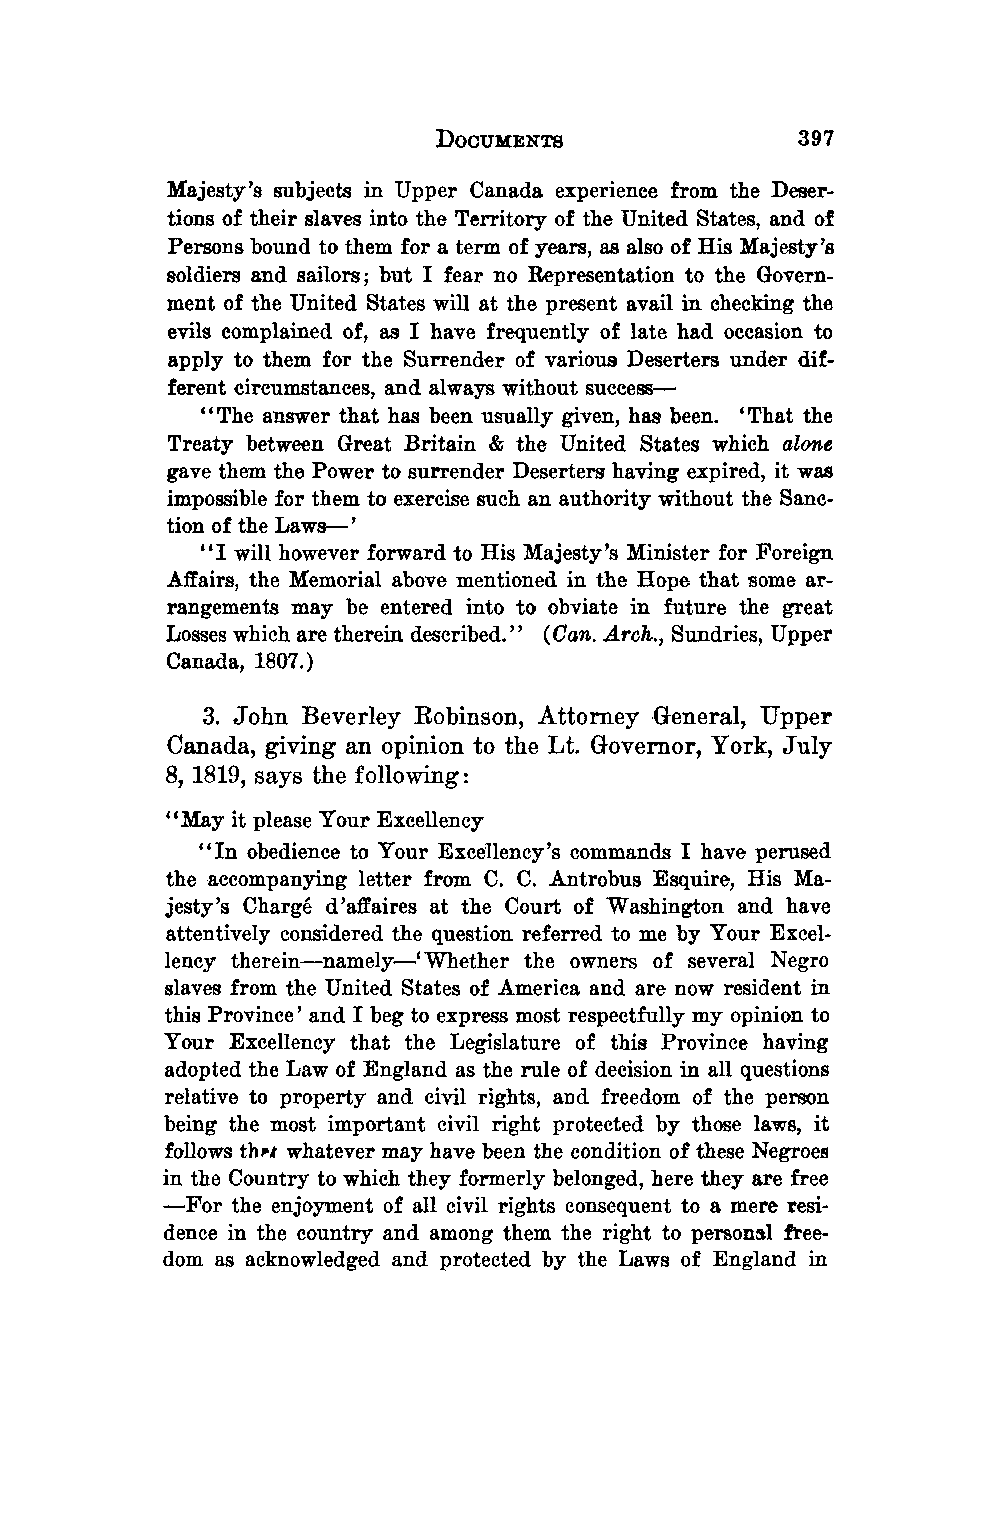 DOCUMENTS 397
Majesty's subjects in Upper Canada experience from the Deser-
tions of their slaves into the Territory of the United States, and of
Persons bound to them for a term of years, as also of His Majesty's
soldiers and sailors; but I fear no Representation to the Govern-
ment of the United States will at the present avail in checking the
evils complained of, as I have frequently of late had occasion to
apply to them for the Surrender of various Deserters under dif-
ferent circumstances, and always without success—
"The answer that has been usually given, has been. 'That the
Treaty between Great Britain & the United States which alone
gave them the Power to surrender Deserters having expired, it was
impossible for them to exercise such an authority without the Sanc-
tion of the Laws—'
"I will however forward to His Majesty's Minister for Foreign
Affairs, the Memorial above mentioned in the Hope that some ar-
rangements may be entered into to obviate in future the great
Losses which are therein described." (Can. Arch., Sundries, Upper
Canada, 1807.)
3. John Beverley Robinson, Attorney General, Upper
Canada, giving an opinion to the Lt. Governor, York, July
8, 1819, says the following:
"May it please Your Excellency
"In obedience to Your Excellency's commands I have perused
the accompanying letter from C. C. Antrobus Esquire, His Ma-
jesty's Chargé d'affaires at the Court of Washington and have
attentively considered the question referred to me by Your Excel-
lency therein—namely—'Whether the owners of several Negro
slaves from the United States of America and are now resident in
this Province' and I beg to express most respectfully my opinion to
Your Excellency that the Legislature of this Province having
adopted the Law of England as the rule of decision in all questions
relative to property and civil rights, and freedom of the person
being the most important civil right protected by those laws, it
follows that whatever may have been the condition of these Negroes
in the Country to which they formerly belonged, here they are free
—For the enjoyment of all civil rights consequent to a mere resi-
dence in the country and among them the right to personal free-
dom as acknowledged and protected by the Laws of England in